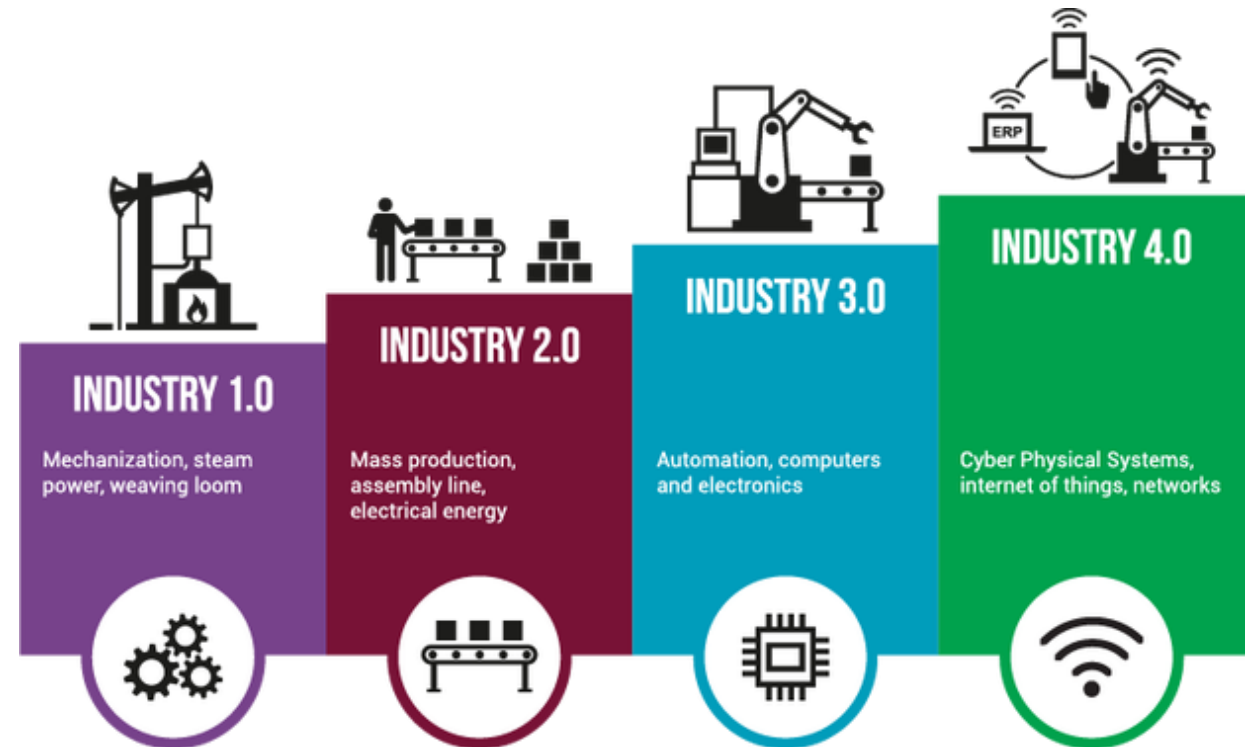 ERP
INDUSTRY 1.0
Mechanization, steam
power, weaving loom
INDUSTRY 2.0
Mass production,
assembly line,
electrical energy
INDUSTRY 3.0
Automation, computers
and electronics
INDUSTRY 4.0
Cyber Physical Systems,
internet of things, networks